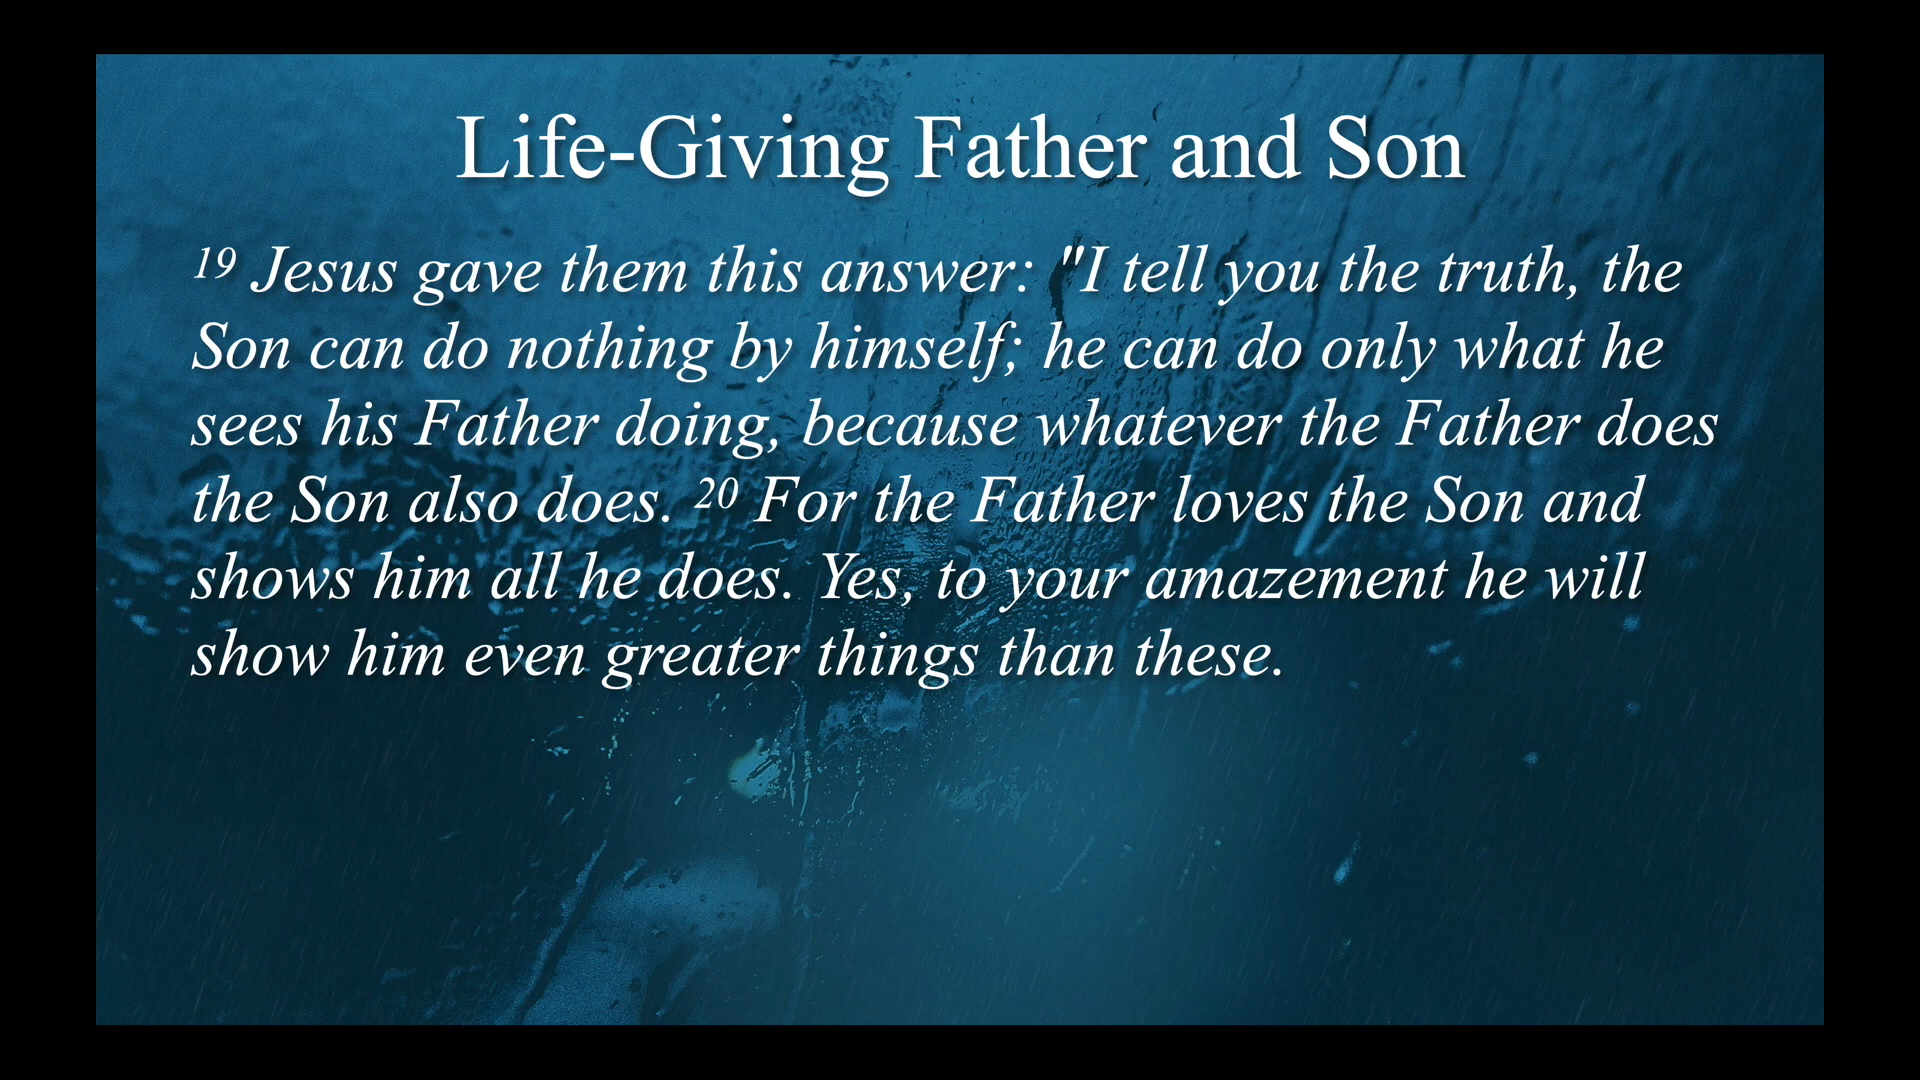 Life-Giving Father and Son
19 Jesus gave them this answer: "I tell you the truth, the
Son can do nothing by himself; he can do only what he
sees his Father doing, because whatever the Father does
the Son also does. 20 For the Father loves the Son and
shows him all he does. Yes, to your amazement he will
show him even greater things than these.